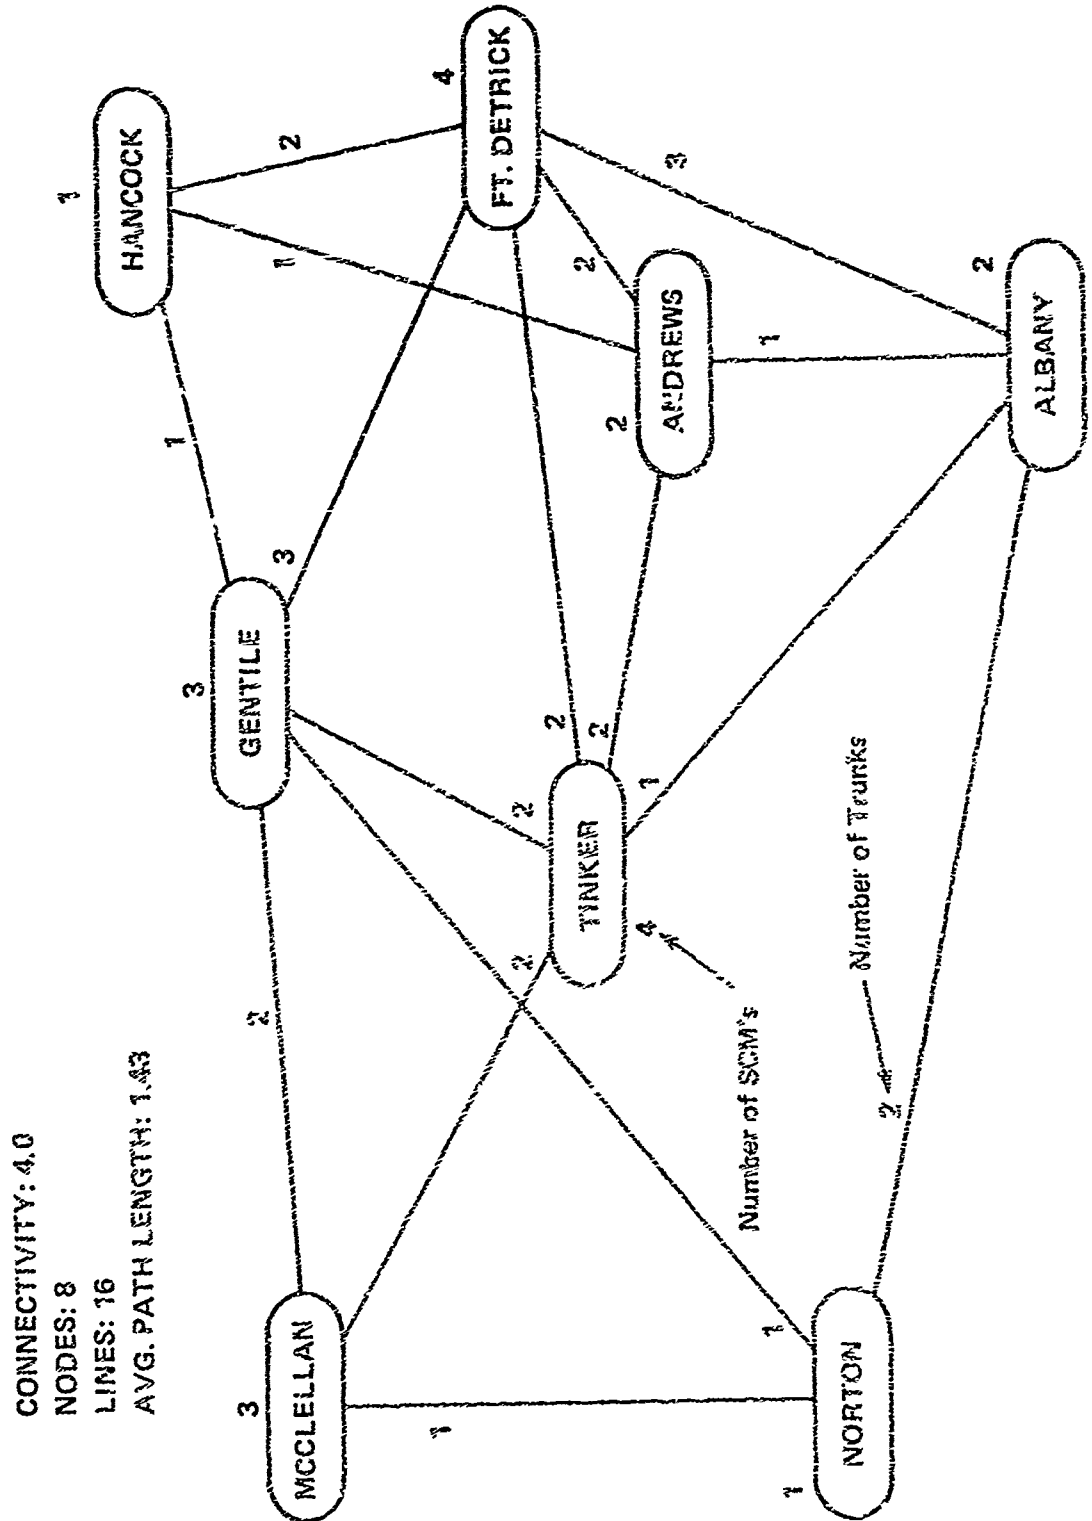 CONNECTIVITY: 4.0
NODES: 8
LINES: 16
AVG. PATH LENGTH: 1.43
1
HANCOCK
3
GENTILE
3
MCCLELLAN
4
FT. DETRICK
TINKER
4
2
ANDREWS
1
NORTON
2
ALBANY
1
2
1
3
2
2
2
2
2
2
3
1
1
1
1
2
Number of SCM's
Number of Trunks